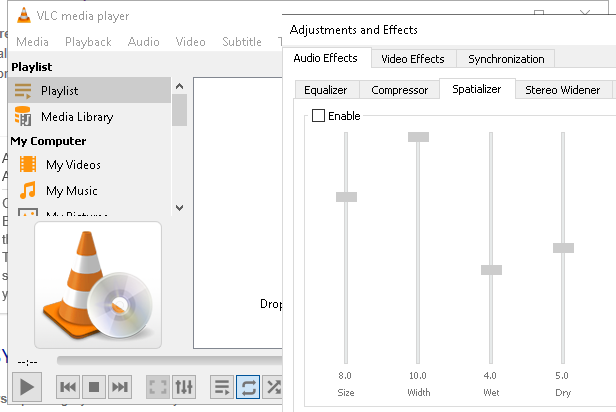 VLC media player
Media Playback Audio Video Subtitle T
Playlist
Playlist
Media Library
My Computer
My Videos
My Music
My Pictures
Drop
--:--
Adjustments and Effects
Audio Effects Video Effects Synchronization
Equalizer Compressor Spatializer Stereo Widener
Enable
8.0 10.0 4.0 5.0
Size Width Wet Dry